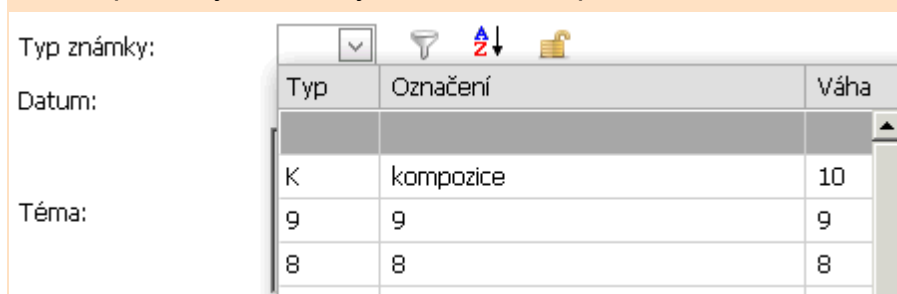 Typ známky:
Datum:
Typ Označení Váha
K kompozice 10
Téma:
9 9 9
8 8 8